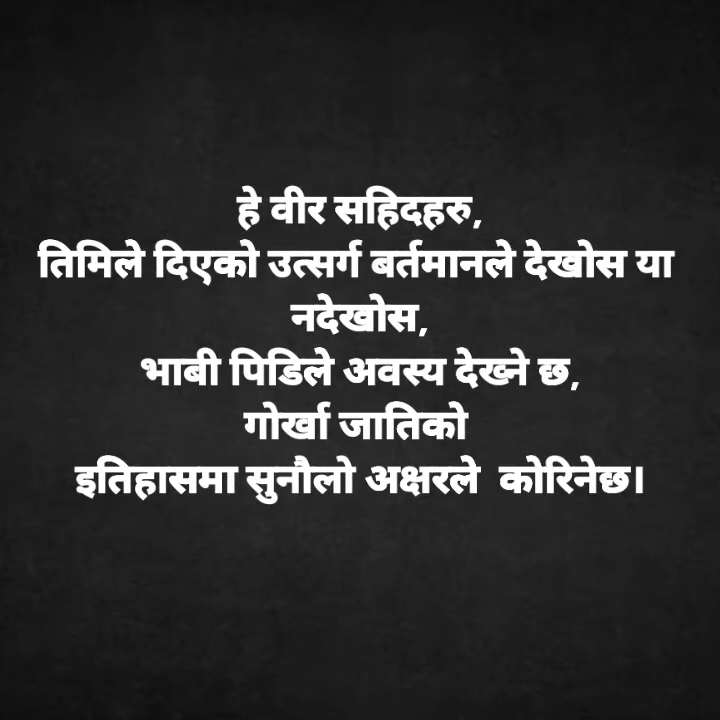 हे वीर सहिदहरु,
तिमिले दिएको उत्सर्ग बर्तमानले देखोस या
नदेखोस,
भाबी पिडिले अवस्य देख्ने छ,
गोर्खा जातिको
इतिहासमा सुनौलो अक्षरले  कोरिनेछ।